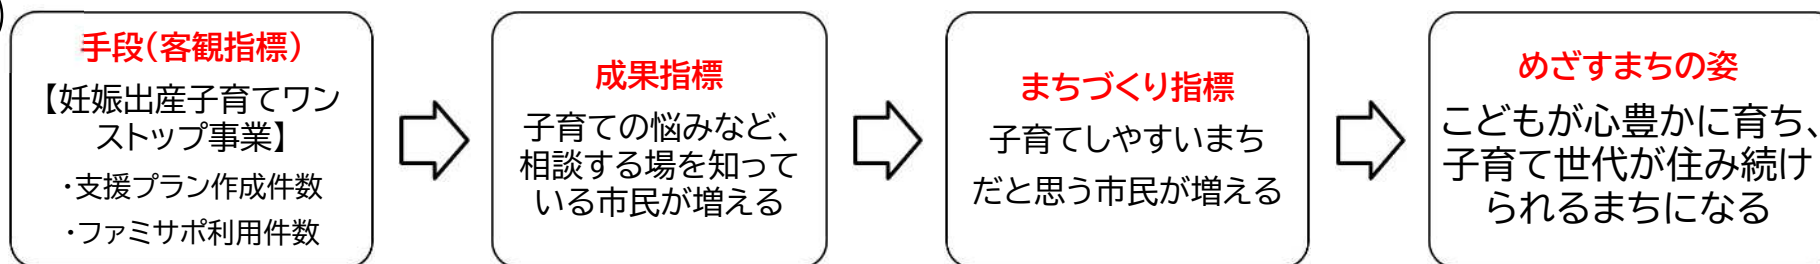 手段(客観指標)
【妊娠出産子育てワン
ストップ事業】
・支援プラン作成件数
・ファミサポ利用件数
成果指標
子育ての悩みなど、
相談する場を知って
いる市民が増える
まちづくり指標
子育てしやすいまち
だと思う市民が増える
めざすまちの姿
こどもが心豊かに育ち、
子育て世代が住み続け
られるまちになる